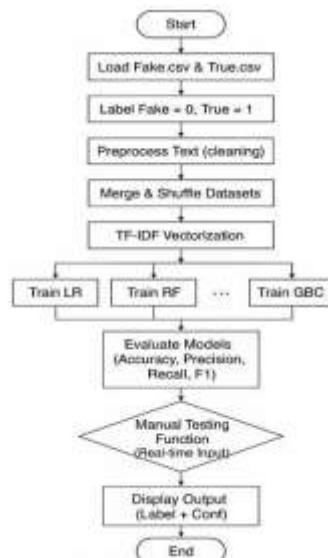 Start
Load Fake.csv & True.csv
Label Fake = 0, True = 1
Preprocess Text (cleaning)
Merge & Shuffle Datasets
TF-IDF Vectorization
Train LR
Train RF
...
Train GBC
Evaluate Models
(Accuracy, Precision,
Recall, F1)
Manual Testing
Function
(Real-time Input)
Display Output
(Label + Conf)
End